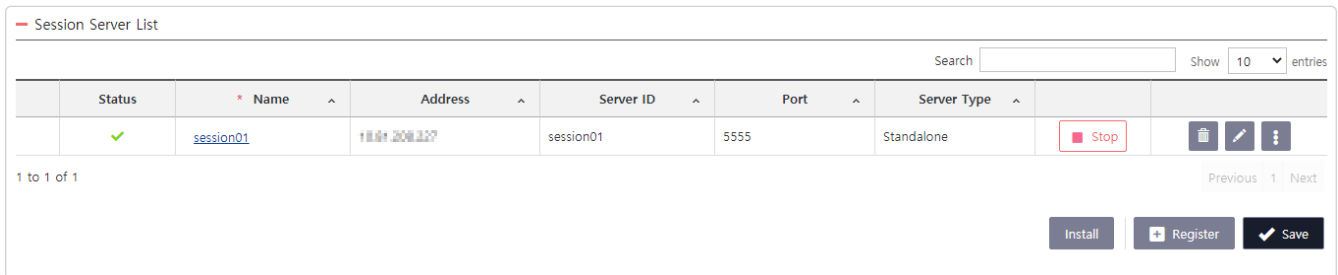 Session Server List
Search Show 10 entries
Status * Name Address Server ID Port Server Type
session01 session01 5555 Standalone Stop
1 to 1 of 1 Previous 1 Next
Install Register Save